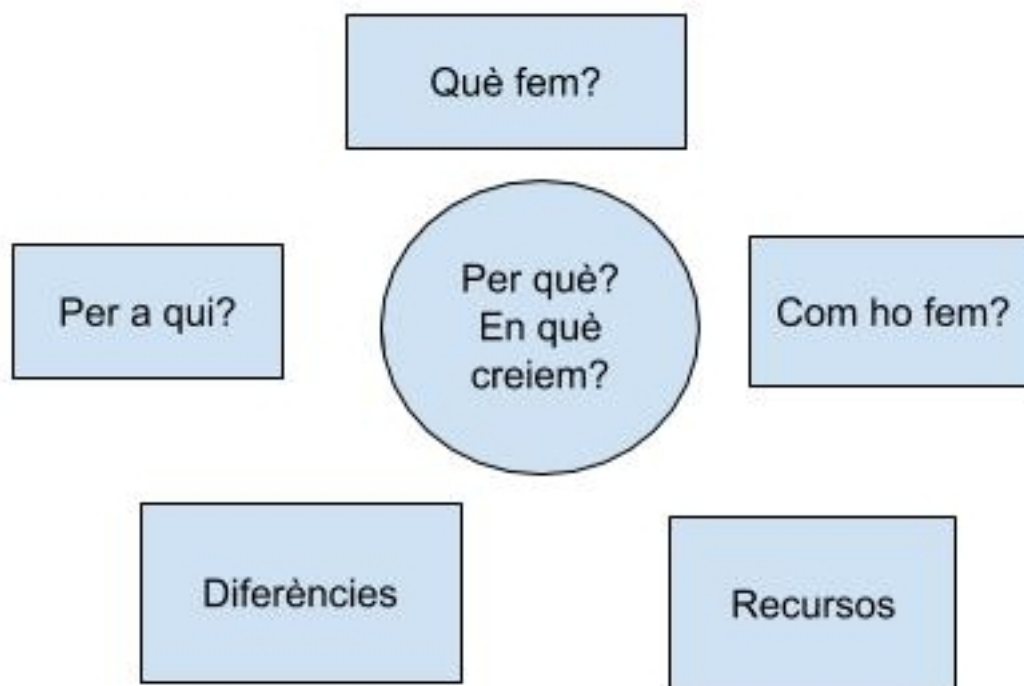 Què fem?
Per a qui?
Per què?
En què
creiem?
Com ho fem?
Diferències
Recursos